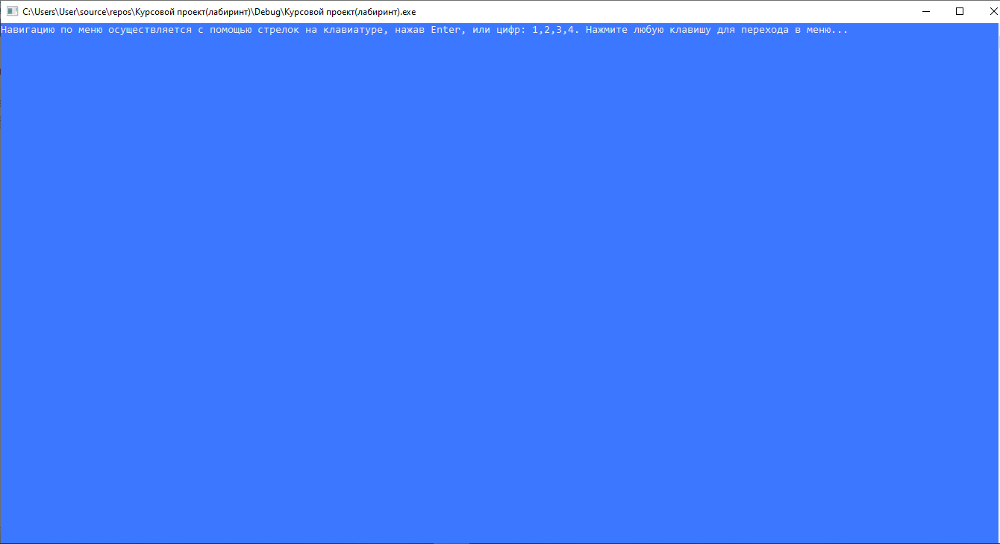 C:\Users\User\source\repos\Курсовой проект(лабиринт)\Debug\Курсовой проект(лабиринт).exe
Навигацию по меню осуществляется с помощью стрелок на клавиатуре, нажав Enter, или цифр: 1,2,3,4. Нажмите любую клавишу для перехода в меню...